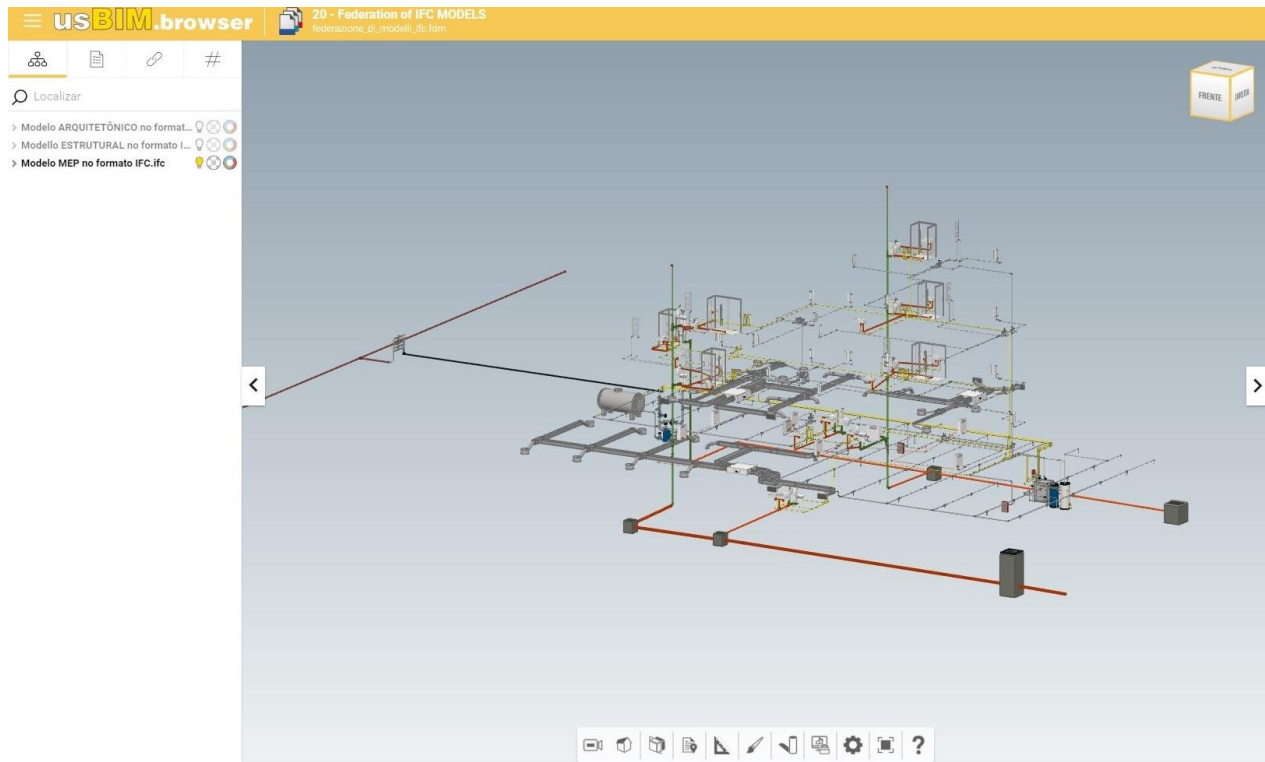 usBIM.browser
20 - Federation of IFC MODELS
federazione_di_modelli_ifc.fdm
Localizar
Modelo ARQUITETÔNICO no format...
Modello ESTRUTURAL no formato I...
Modelo MEP no formato IFC.ifc
FRENTE